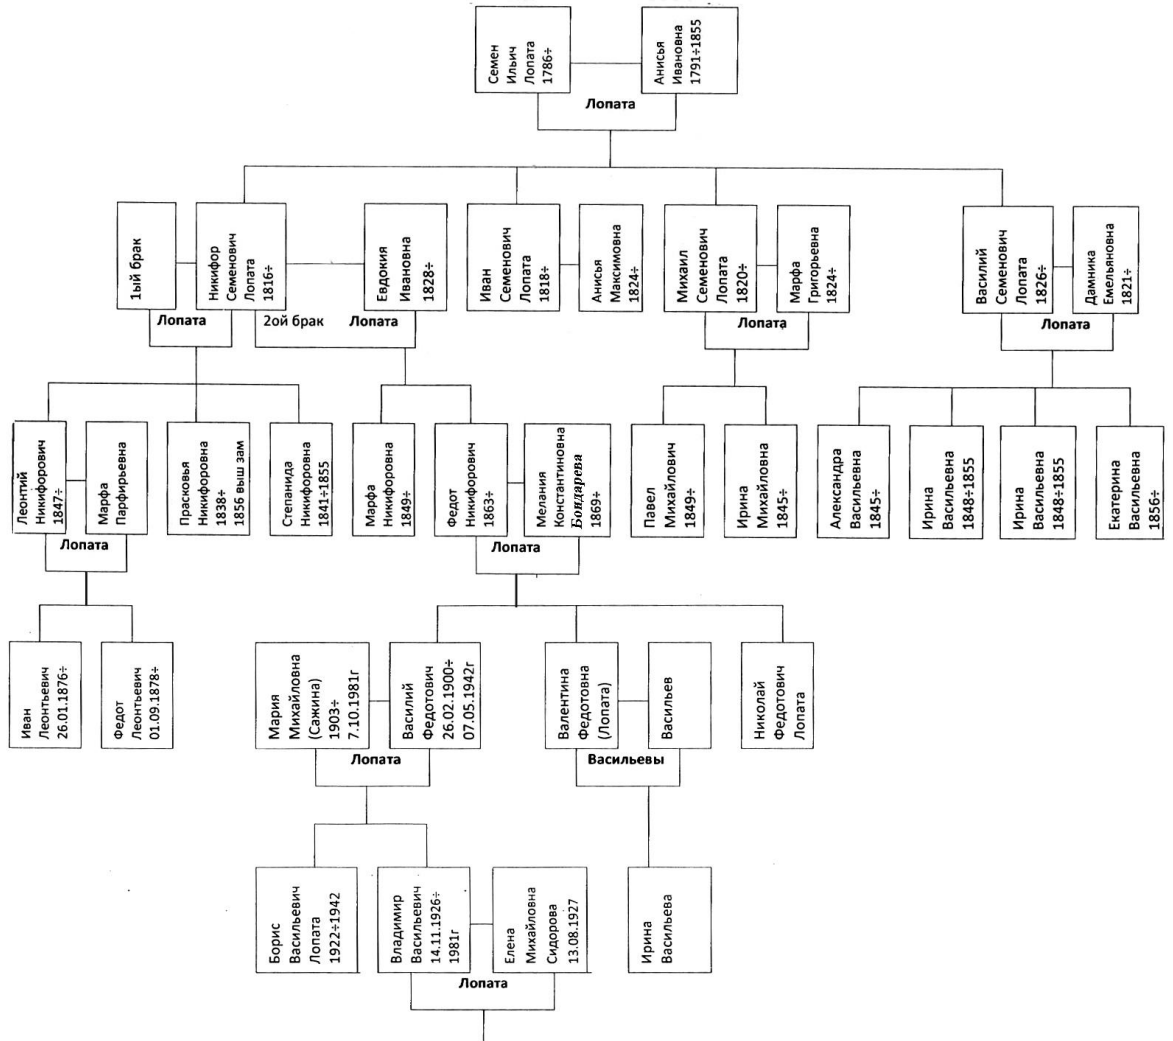 Семен
Ильич
Лопата
1786÷
Анисья
Ивановна
1791÷1855
Лопата
1ый брак
Никифор
Семенович
Лопата
1816÷
Евдокия
Ивановна
1828÷
Иван
Семенович
Лопата
1818÷
Анисья
Максимовна
1824÷
Михаил
Семенович
Лопата
1820÷
Марфа
Григорьевна
1824÷
Василий
Семенович
Лопата
1826÷
Дамника
Емельяновна
1821÷
Лопата
2ой брак
Лопата
Лопата
Лопата
Леонтий
Никифорович
1847÷
Марфа
Парфирьевна
Прасковья
Никифоровна
1838÷
1856 выш зам
Степанида
Никифоровна
1841÷1855
Марфа
Никифоровна
1849÷
Федот
Никифорович
1863÷
Мелания
Константиновна
Бондарева
1869÷
Павел
Михайлович
1849÷
Ирина
Михайловна
1845÷
Александра
Васильевна
1845÷
Ирина
Васильевна
1848÷1855
Ирина
Васильевна
1848÷1855
Екатерина
Васильевна
1856÷
Лопата
Лопата
Иван
Леонтьевич
26.01.1876÷
Федот
Леонтьевич
01.09.1878÷
Мария
Михайловна
(Сажина)
1903÷
7.10.1981г
Василий
Федотович
26.02.1900÷
07.05.1942г
Валентина
Федотовна
(Лопата)
Васильев
Николай
Федотович
Лопата
Лопата
Васильевы
Борис
Васильевич
Лопата
1922÷1942
Владимир
Васильевич
14.11.1926÷
1981г
Елена
Михайловна
Сидорова
13.08.1927
Ирина
Васильева
Лопата